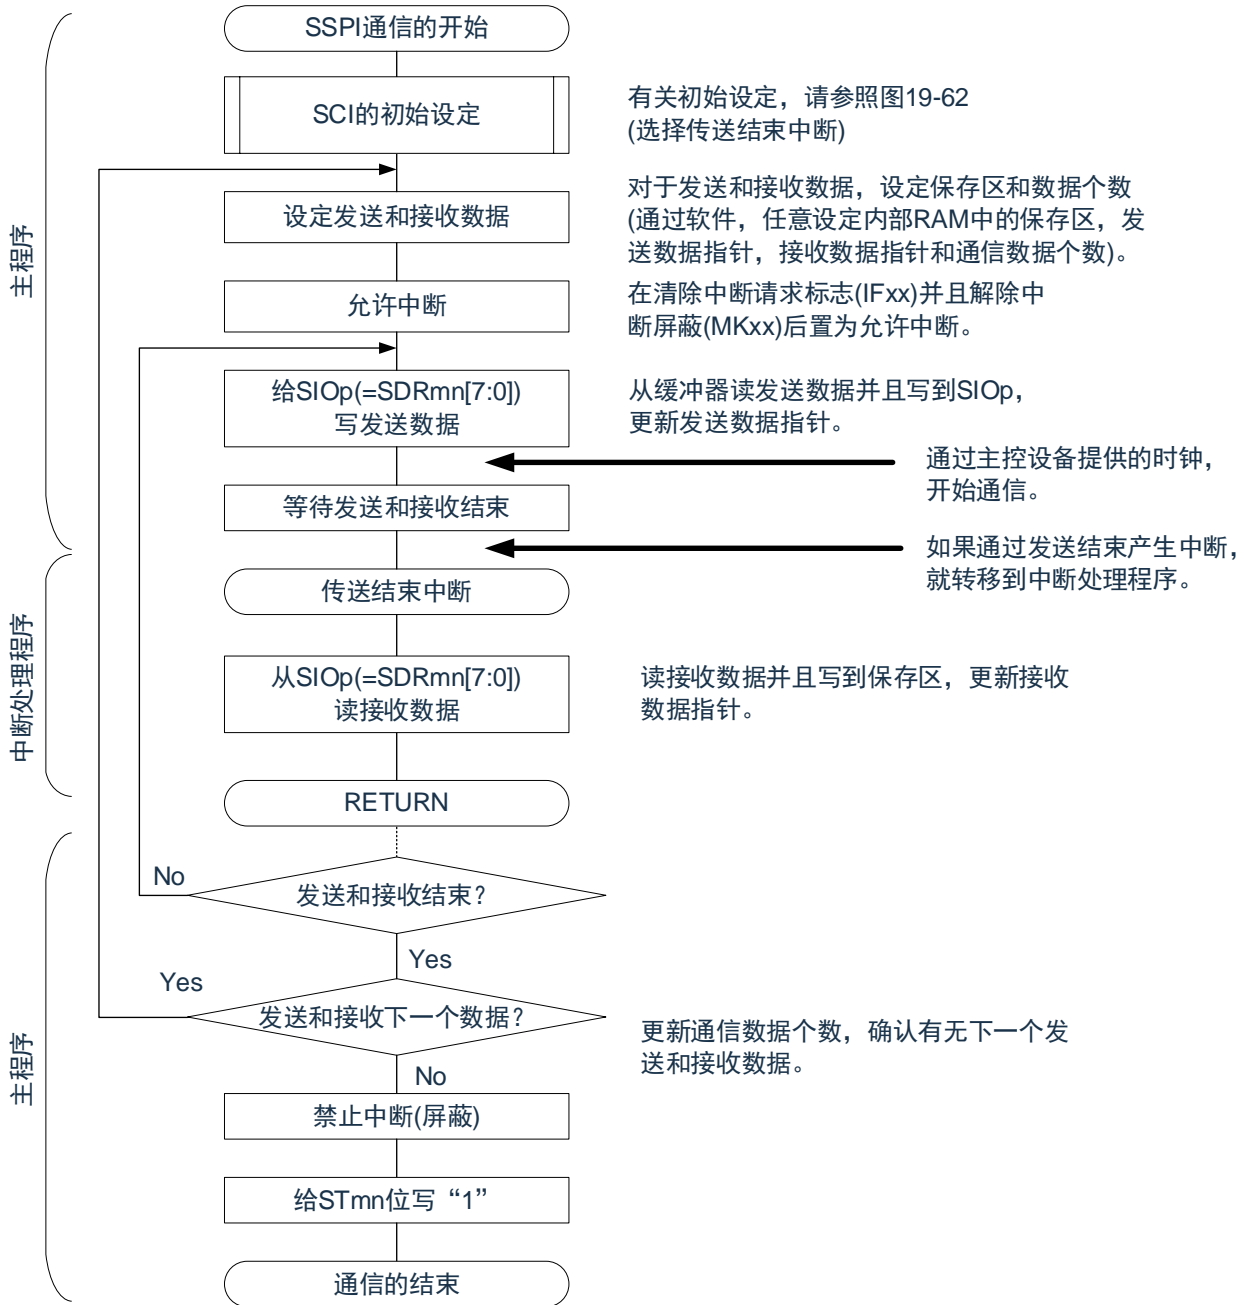 SSPI通信的开始
SCI的初始设定
有关初始设定，请参照图19-62
(选择传送结束中断)
主程序
设定发送和接收数据
对于发送和接收数据，设定保存区和数据个数
(通过软件，任意设定内部RAM中的保存区，发
送数据指针，接收数据指针和通信数据个数)。
允许中断
在清除中断请求标志(IFxx)并且解除中
断屏蔽(MKxx)后置为允许中断。
给SIOp(=SDRmn[7:0])
写发送数据
从缓冲器读发送数据并且写到SIOp，
更新发送数据指针。
通过主控设备提供的时钟，
开始通信。
等待发送和接收结束
如果通过发送结束产生中断，
就转移到中断处理程序。
中断处理程序
传送结束中断
从SIOp(=SDRmn[7:0])
读接收数据
读接收数据并且写到保存区，更新接收
数据指针。
RETURN
No
发送和接收结束？
Yes
Yes
发送和接收下一个数据？
更新通信数据个数，确认有无下一个发
送和接收数据。
No
主程序
禁止中断(屏蔽)
给STmn位写“1”
通信的结束